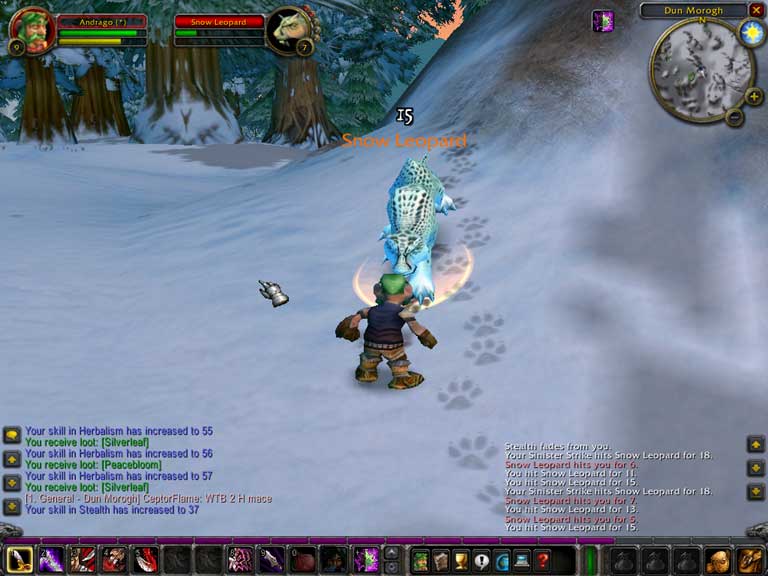 Andrago (*)
9
Snow Leopard
7
Dun Morogh
N
15
Snow Leopard
Your skill in Herbalism has increased to 55
You receive loot: [Silverleaf]
Your skill in Herbalism has increased to 56
You receive loot: [Peacebloom]
Your skill in Herbalism has increased to 57
You receive loot: [Silverleaf]
[1. General - Dun Morogh] CeptorFlame: WTB 2 H mace
Your skill in Stealth has increased to 37
Stealth fades from you.
Your Sinister Strike hits Snow Leopard for 18.
Snow Leopard hits you for 6.
You hit Snow Leopard for 11.
You hit Snow Leopard for 15.
Your Sinister Strike hits Snow Leopard for 18.
Snow Leopard hits you for 7.
You hit Snow Leopard for 13.
Snow Leopard hits you for 5.
You hit Snow Leopard for 15.